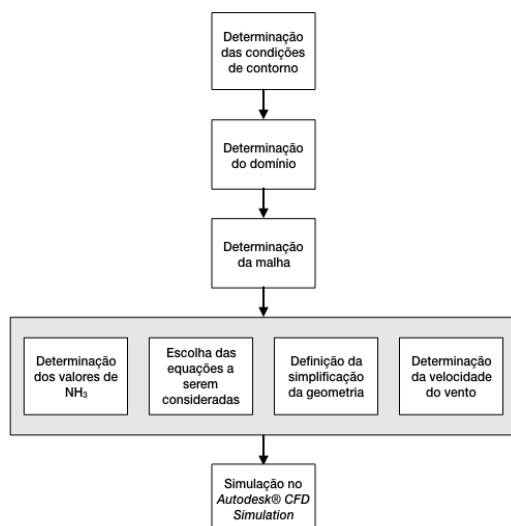 Determinação
das condições
de contorno
Determinação
do domínio
Determinação
da malha
Determinação
dos valores de
NH₃
Escolha das
equações a
serem
consideradas
Definição da
simplificação
da geometria
Determinação
da velocidade
do vento
Simulação no
Autodesk® CFD
Simulation